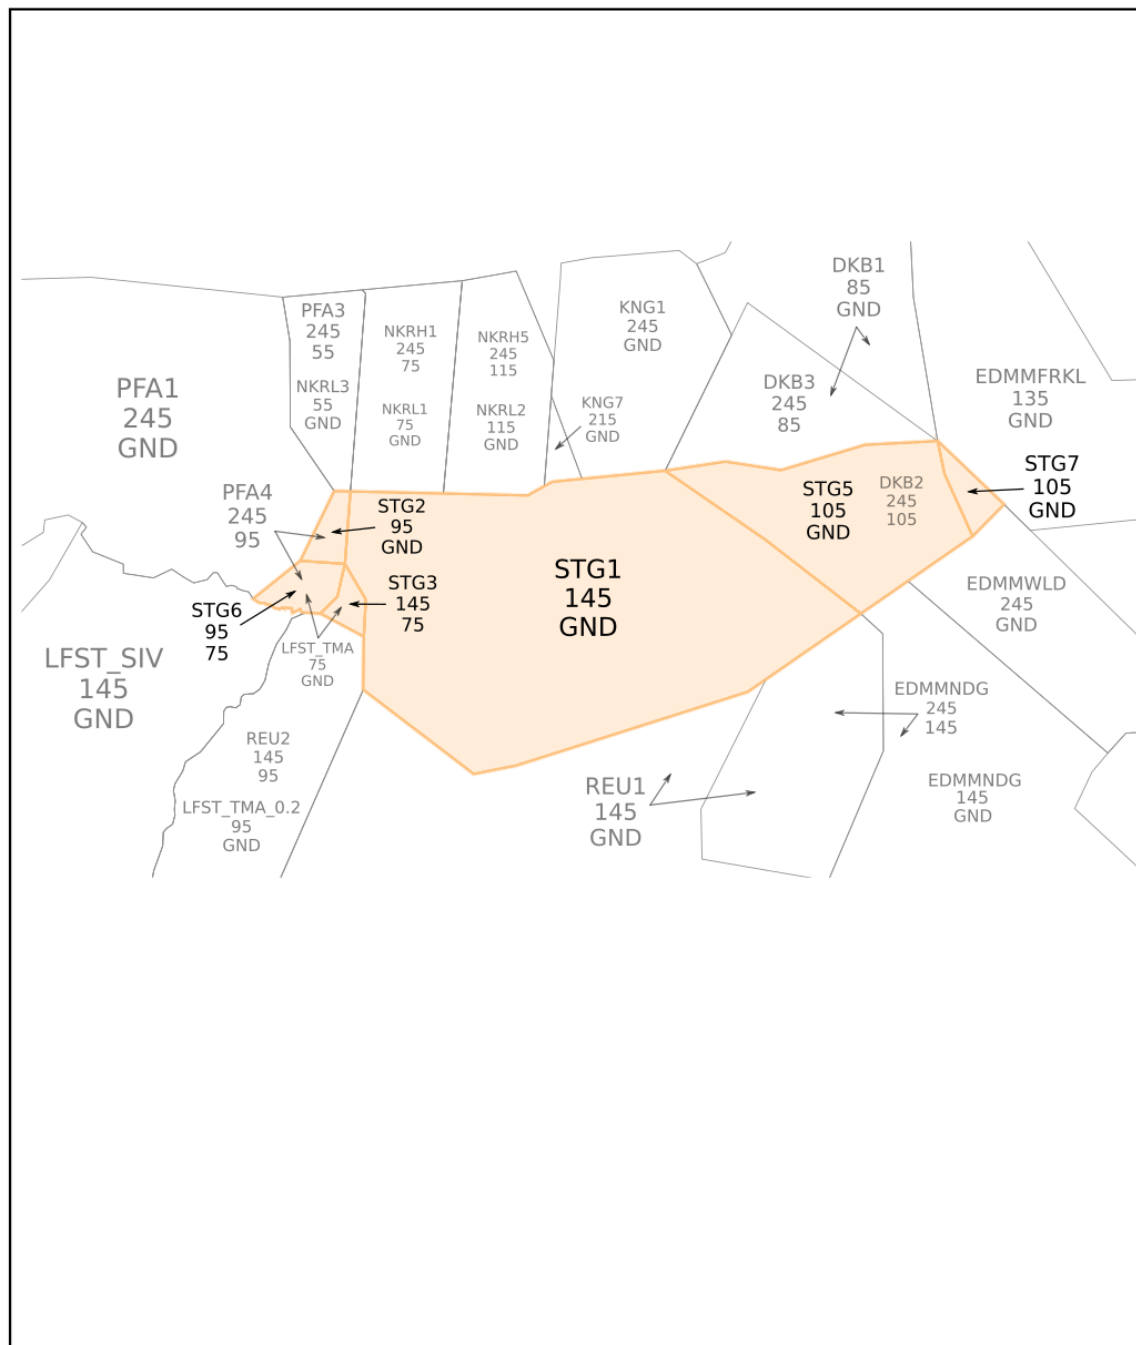 DKB1
85
GND
PFA3
245
55
NKRL3
55
GND
NKRH1
245
75
NKRL1
75
GND
NKRH5
245
115
NKRL2
115
GND
KNG1
245
GND
KNG7
215
GND
DKB3
245
85
EDMMFRKL
135
GND
PFA1
245
GND
PFA4
245
95
STG2
95
GND
STG5
105
GND
DKB2
245
105
STG7
105
GND
STG1
145
GND
STG3
145
75
STG6
95
75
EDMMWLD
245
GND
LFST_SIV
145
GND
LFST_TMA
75
GND
EDMMNDG
245
145
REU2
145
95
LFST_TMA_0.2
95
GND
REU1
145
GND
EDMMNDG
145
GND